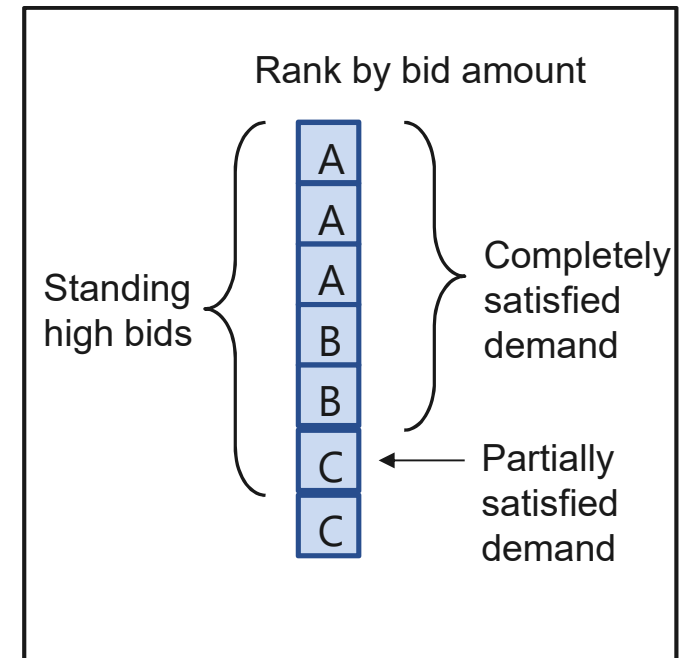 Rank by bid amount
A
A
A
B
B
C
C
Standing
high bids
Completely
satisfied
demand
Partially
satisfied
demand